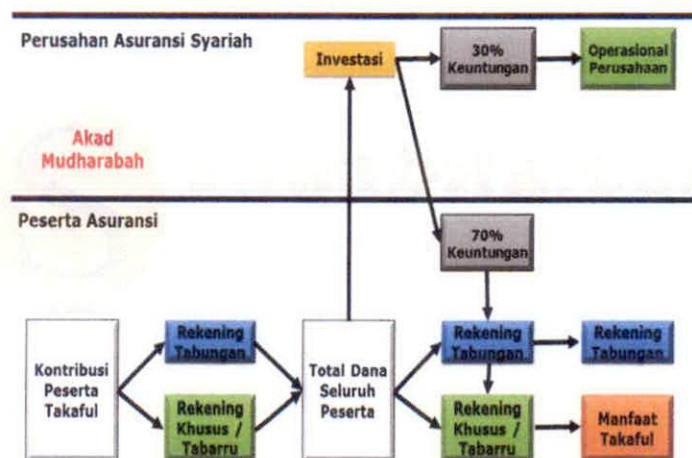 Perusahan Asuransi Syariah
Investasi
30%
Keuntungan
Operasional
Perusahaan
Akad
Mudharabah
Peserta Asuransi
70%
Keuntungan
Kontribusi
Peserta
Takaful
Rekening
Tabungan
Rekening
Khusus /
Tabarru
Total Dana
Seluruh
Peserta
Rekening
Tabungan
Rekening
Khusus /
Tabarru
Rekening
Tabungan
Manfaat
Takaful